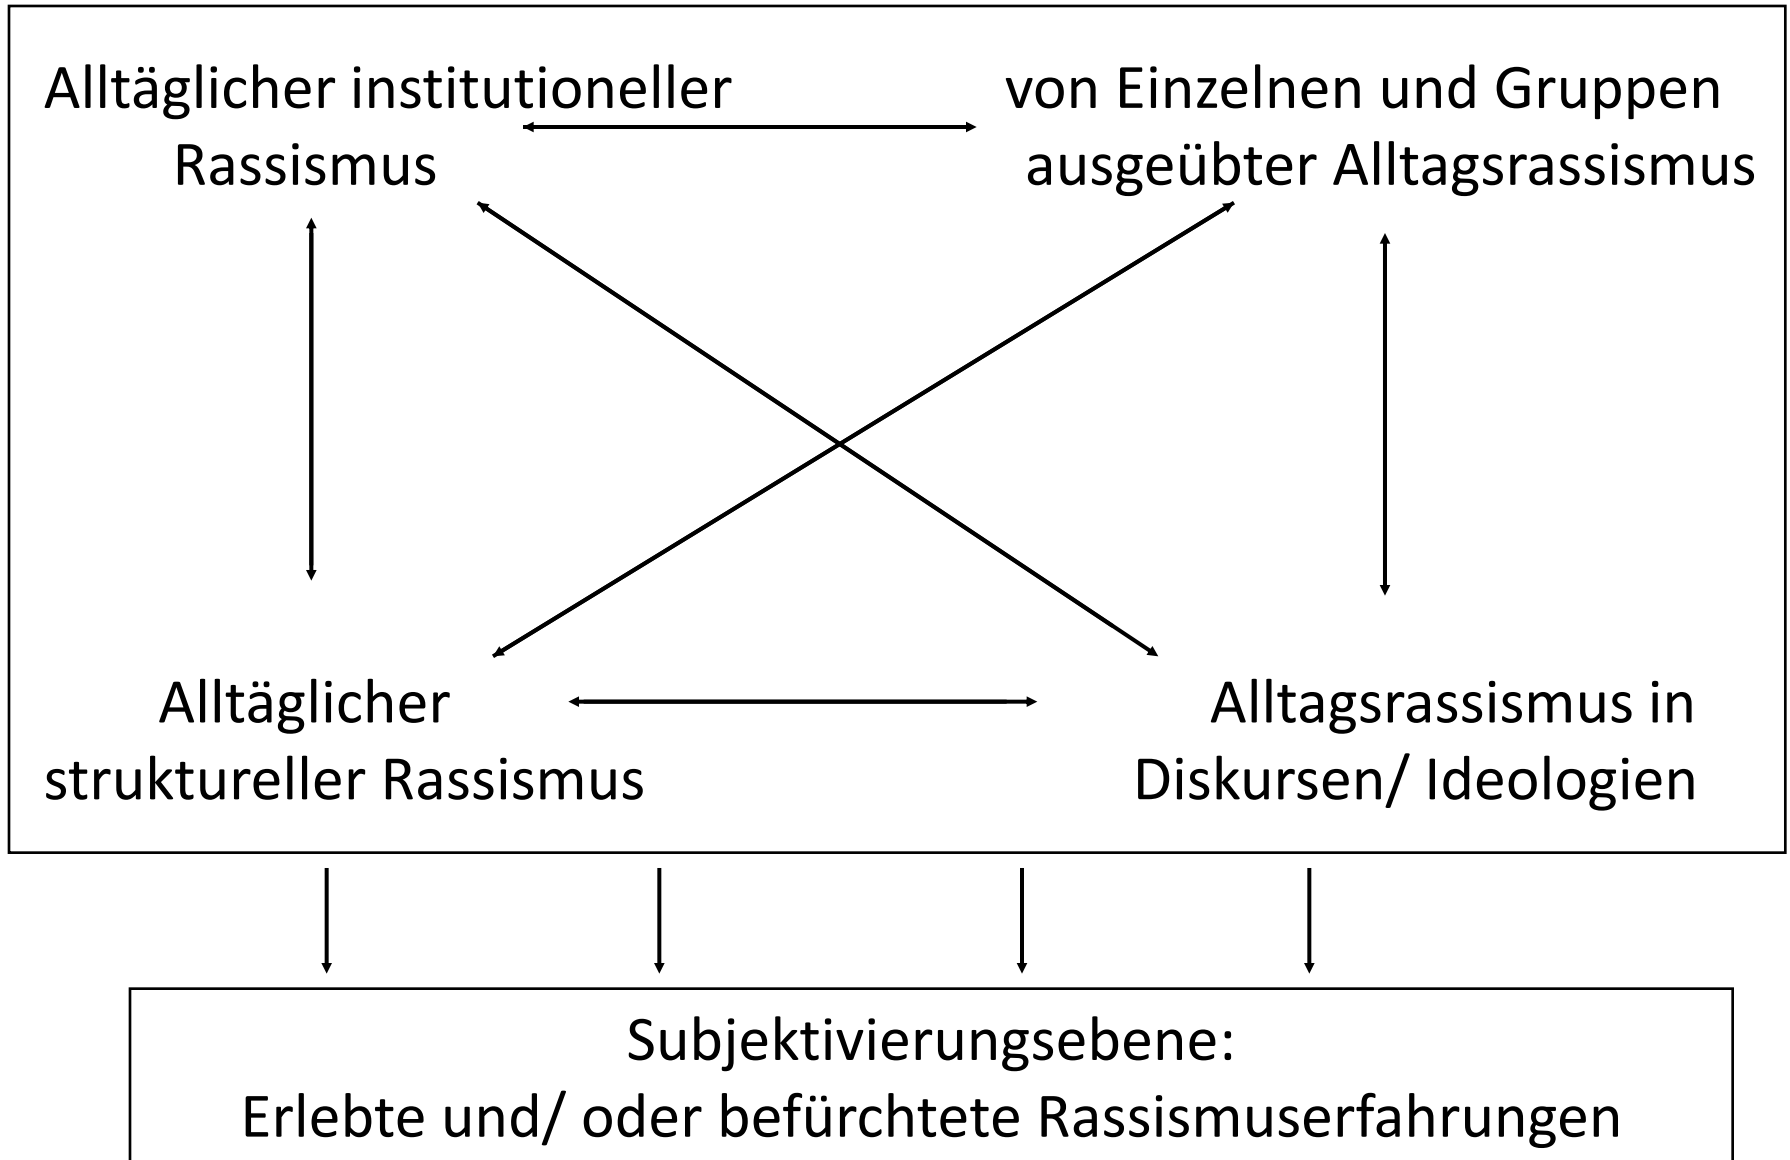 Alltäglicher institutioneller
Rassismus
von Einzelnen und Gruppen
ausgeübter Alltagsrassismus
Alltäglicher
struktureller Rassismus
Alltagsrassismus in
Diskursen/ Ideologien
Subjektivierungsebene:
Erlebte und/ oder befürchtete Rassismuserfahrungen